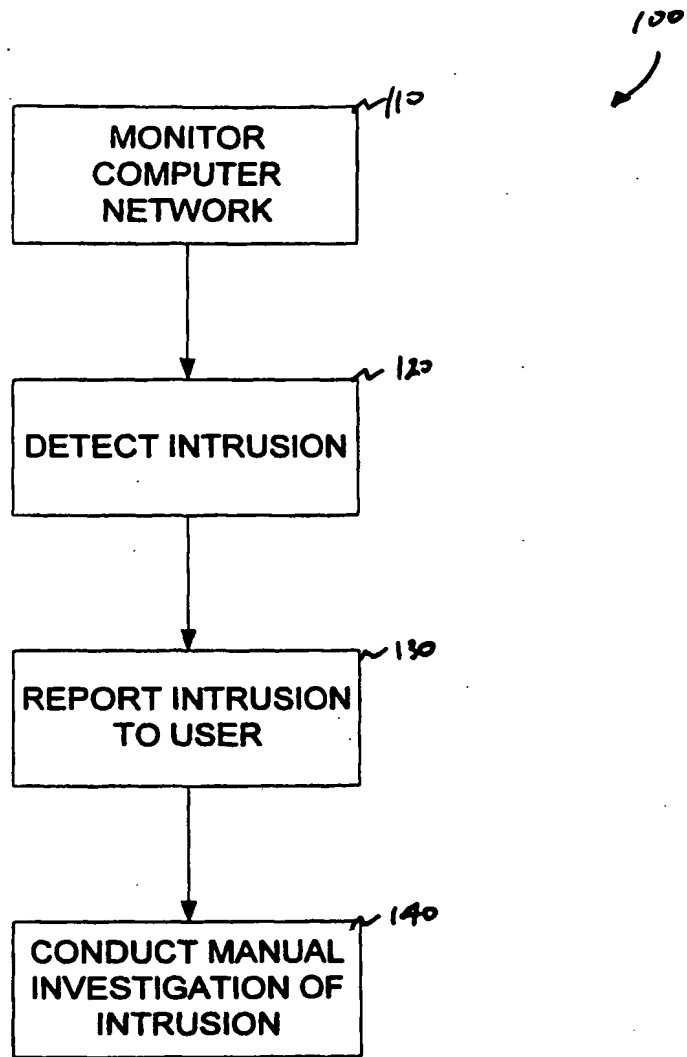 100
110
MONITOR
COMPUTER
NETWORK
120
DETECT INTRUSION
130
REPORT INTRUSION
TO USER
140
CONDUCT MANUAL
INVESTIGATION OF
INTRUSION